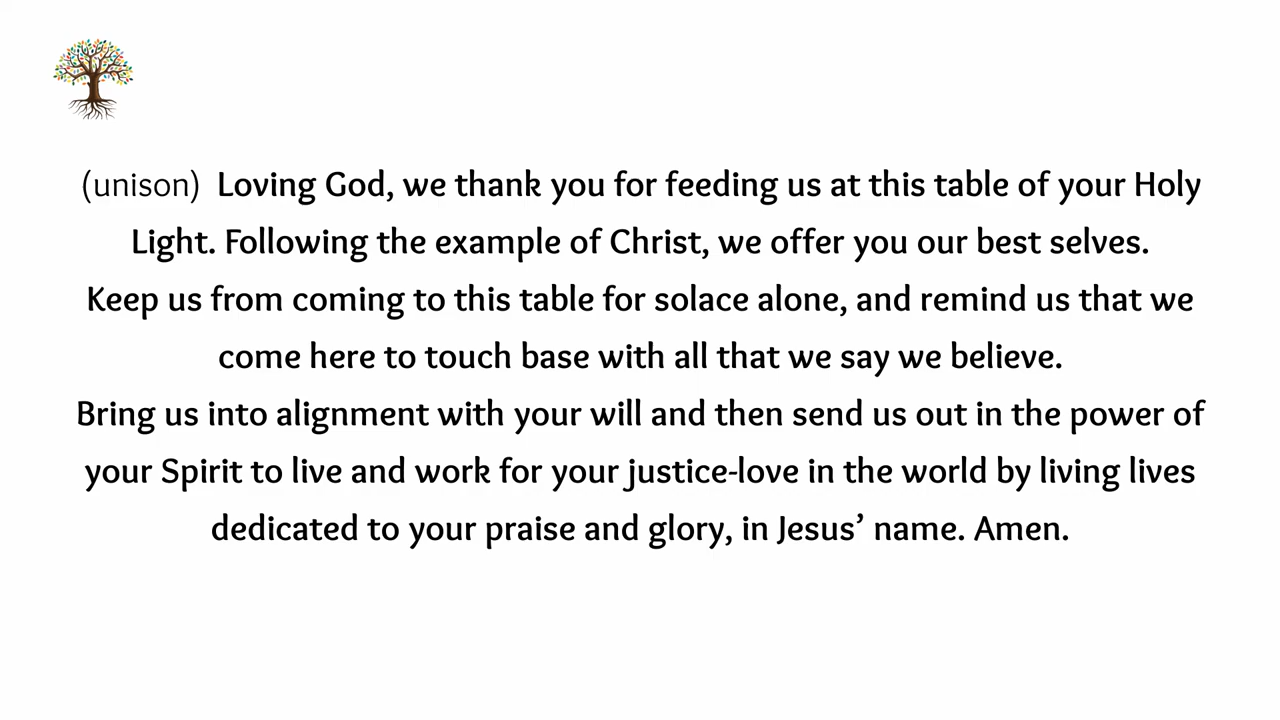 (unison) Loving God, we thank you for feeding us at this table of your Holy
Light. Following the example of Christ, we offer you our best selves.
Keep us from coming to this table for solace alone, and remind us that we
come here to touch base with all that we say we believe.
Bring us into alignment with your will and then send us out in the power of
your Spirit to live and work for your justice-love in the world by living lives
dedicated to your praise and glory, in Jesus’ name. Amen.